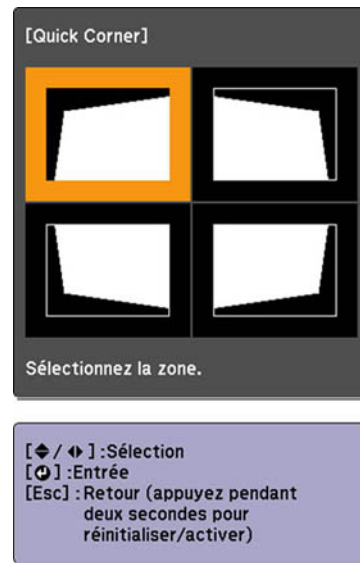 [Quick Corner]
Sélectionnez la zone.
[ / ] :Sélection
[ ] :Entrée
[Esc] : Retour (appuyez pendant
deux secondes pour
réinitialiser/activer)